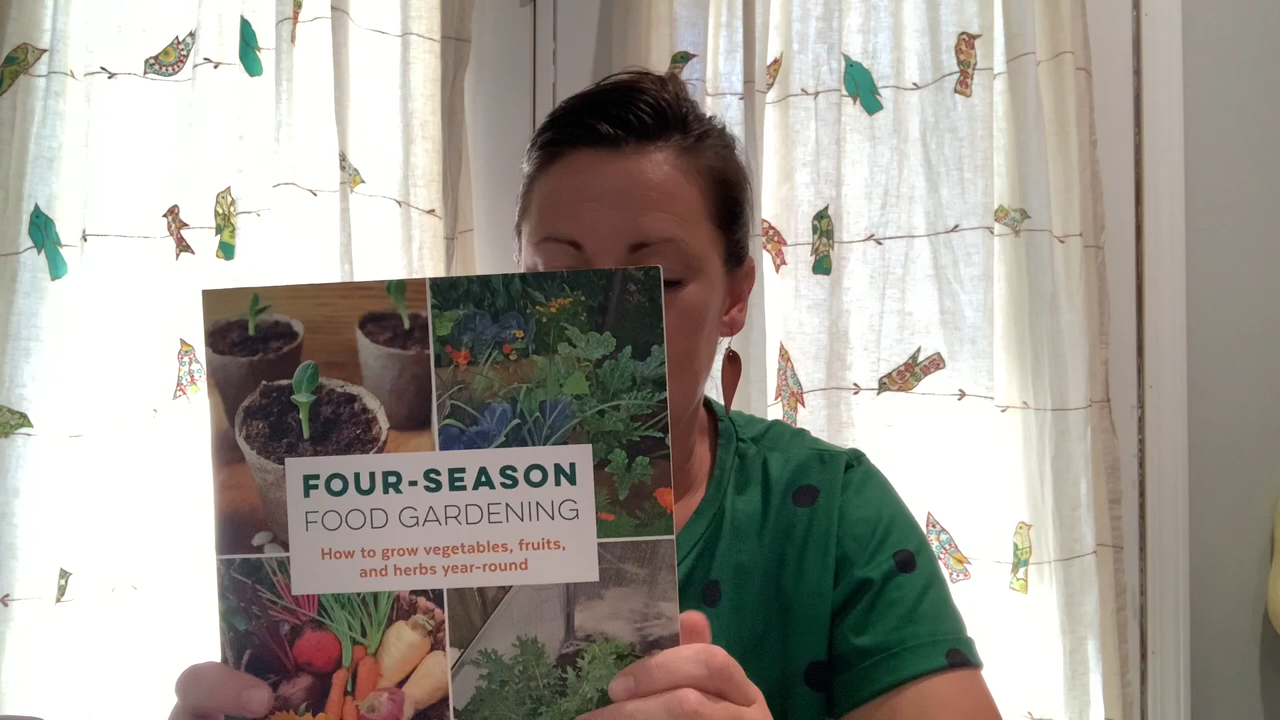 FOUR-SEASON
FOOD GARDENING
How to grow vegetables, fruits,
and herbs year-round